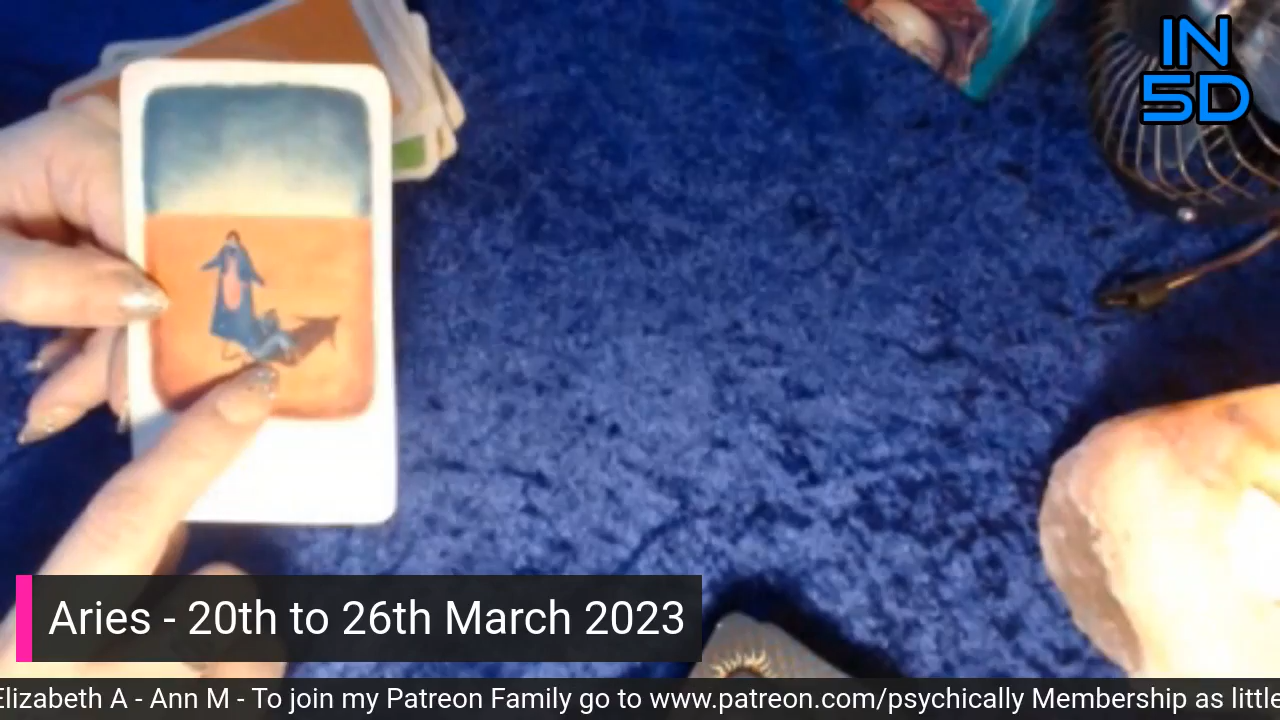 IN
5D
Aries - 20th to 26th March 2023
Elizabeth A - Ann M - To join my Patreon Family go to www.patreon.com/psychically Membership as little